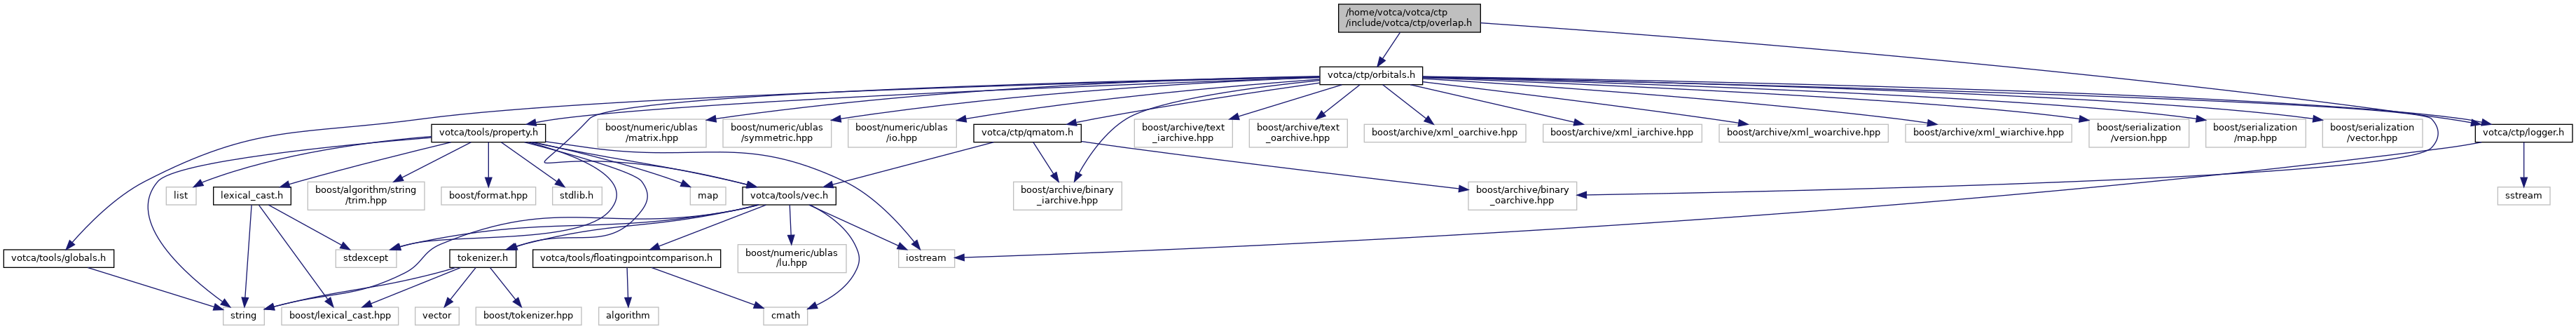 /home/votca/votca/ctp
/include/votca/ctp/overlap.h
votca/ctp/orbitals.h
votca/tools/property.h
boost/numeric/ublas
/matrix.hpp
boost/numeric/ublas
/symmetric.hpp
boost/numeric/ublas
/io.hpp
votca/ctp/qmatom.h
boost/archive/text
_iarchive.hpp
boost/archive/text
_oarchive.hpp
boost/archive/xml_oarchive.hpp
boost/archive/xml_iarchive.hpp
boost/archive/xml_woarchive.hpp
boost/archive/xml_wiarchive.hpp
boost/serialization
/version.hpp
boost/serialization
/map.hpp
boost/serialization
/vector.hpp
votca/ctp/logger.h
list
lexical_cast.h
boost/algorithm/string
/trim.hpp
boost/format.hpp
stdlib.h
map
votca/tools/vec.h
boost/archive/binary
_iarchive.hpp
boost/archive/binary
_oarchive.hpp
sstream
votca/tools/globals.h
stdexcept
tokenizer.h
votca/tools/floatingpointcomparison.h
boost/numeric/ublas
/lu.hpp
iostream
string
boost/lexical_cast.hpp
vector
boost/tokenizer.hpp
algorithm
cmath